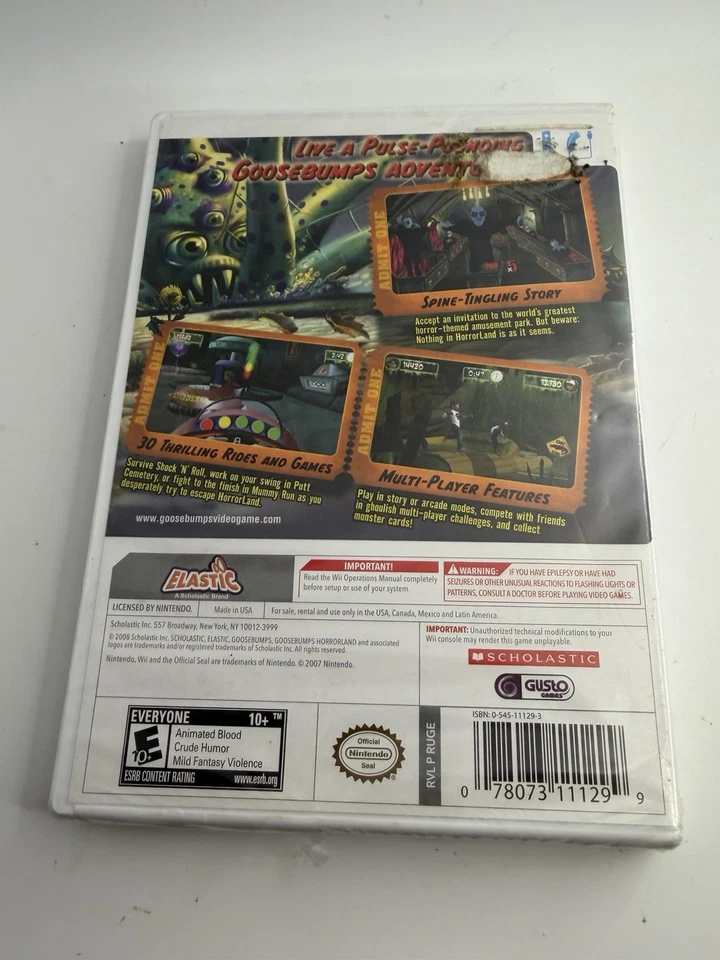 LIVE A PULSE-POUNDING
GOOSEBUMPS
ADMIT ONE
SPINE-TINGLING STORY
Accept an invitation to the world's greatest
horror-themed amusement park. But beware:
Nothing in HorrorLand is as it seems.
ADMIT ONE
2:42
30 THRILLING RIDES AND GAMES
Survive Shock 'N' Roll, work on your swing in Putt
Cemetery, or fight to the finish in Mummy Run as you
desperately try to escape HorrorLand.
ADMIT ONE
14420
0:47
13780
MULTI-PLAYER FEATURES
Play in story or arcade modes, compete with friends
in ghoulish multi-player challenges, and collect
monster cards!
www.goosebumpsvideogame.com
ELASTIC
A Scholastic Brand
IMPORTANT!
Read the Wii Operations Manual completely
before setup or use of your system.
WARNING: IF YOU HAVE EPILEPSY OR HAVE HAD
SEIZURES OR OTHER UNUSUAL REACTIONS TO FLASHING LIGHTS OR
PATTERNS, CONSULT A DOCTOR BEFORE PLAYING VIDEO GAMES.
LICENSED BY NINTENDO.
Made in USA
For sale, rental and use only in the USA, Canada, Mexico and Latin America.
Scholastic Inc. 557 Broadway, New York, NY 10012-3999
© 2008 Scholastic Inc. SCHOLASTIC, ELASTIC, GOOSEBUMPS, GOOSEBUMPS HORRORLAND and associated
logos are trademarks and/or registered trademarks of Scholastic Inc. All rights reserved.
Nintendo, Wii and the Official Seal are trademarks of Nintendo. © 2007 Nintendo.
IMPORTANT: Unauthorized technical modifications to your
Wii console may render this game unplayable.
SCHOLASTIC
GUSTO
GAMES
EVERYONE 10+ ™
E
10+
Animated Blood
Crude Humor
Mild Fantasy Violence
ESRB CONTENT RATING www.esrb.org
Official
Nintendo
Seal
®
RVL P RUGE
ISBN: 0-545-11129-3
0 78073 11129 9